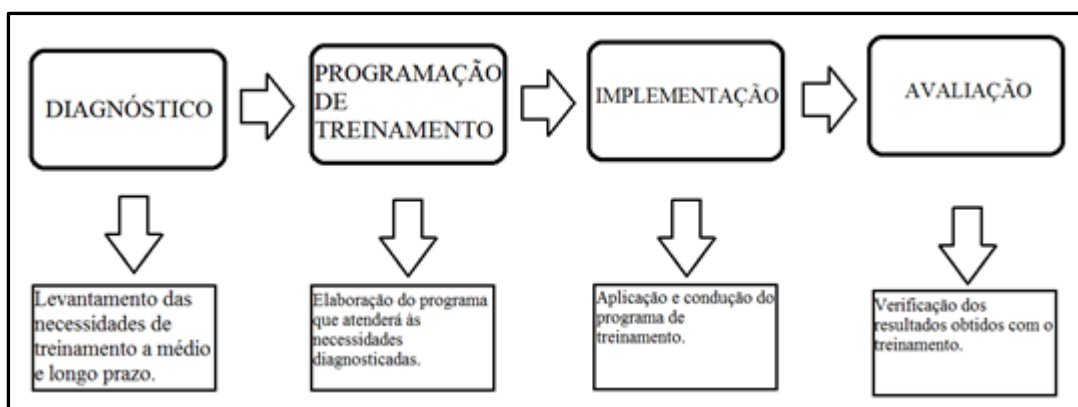 DIAGNÓSTICO
PROGRAMAÇÃO
DE
TREINAMENTO
IMPLEMENTAÇÃO
AVALIAÇÃO
Levantamento das
necessidades de
treinamento a médio
e longo prazo.
Elaboração do programa
que atenderá às
necessidades
diagnosticadas.
Aplicação e condução do
programa de
treinamento.
Verificação dos
resultados obtidos com o
treinamento.